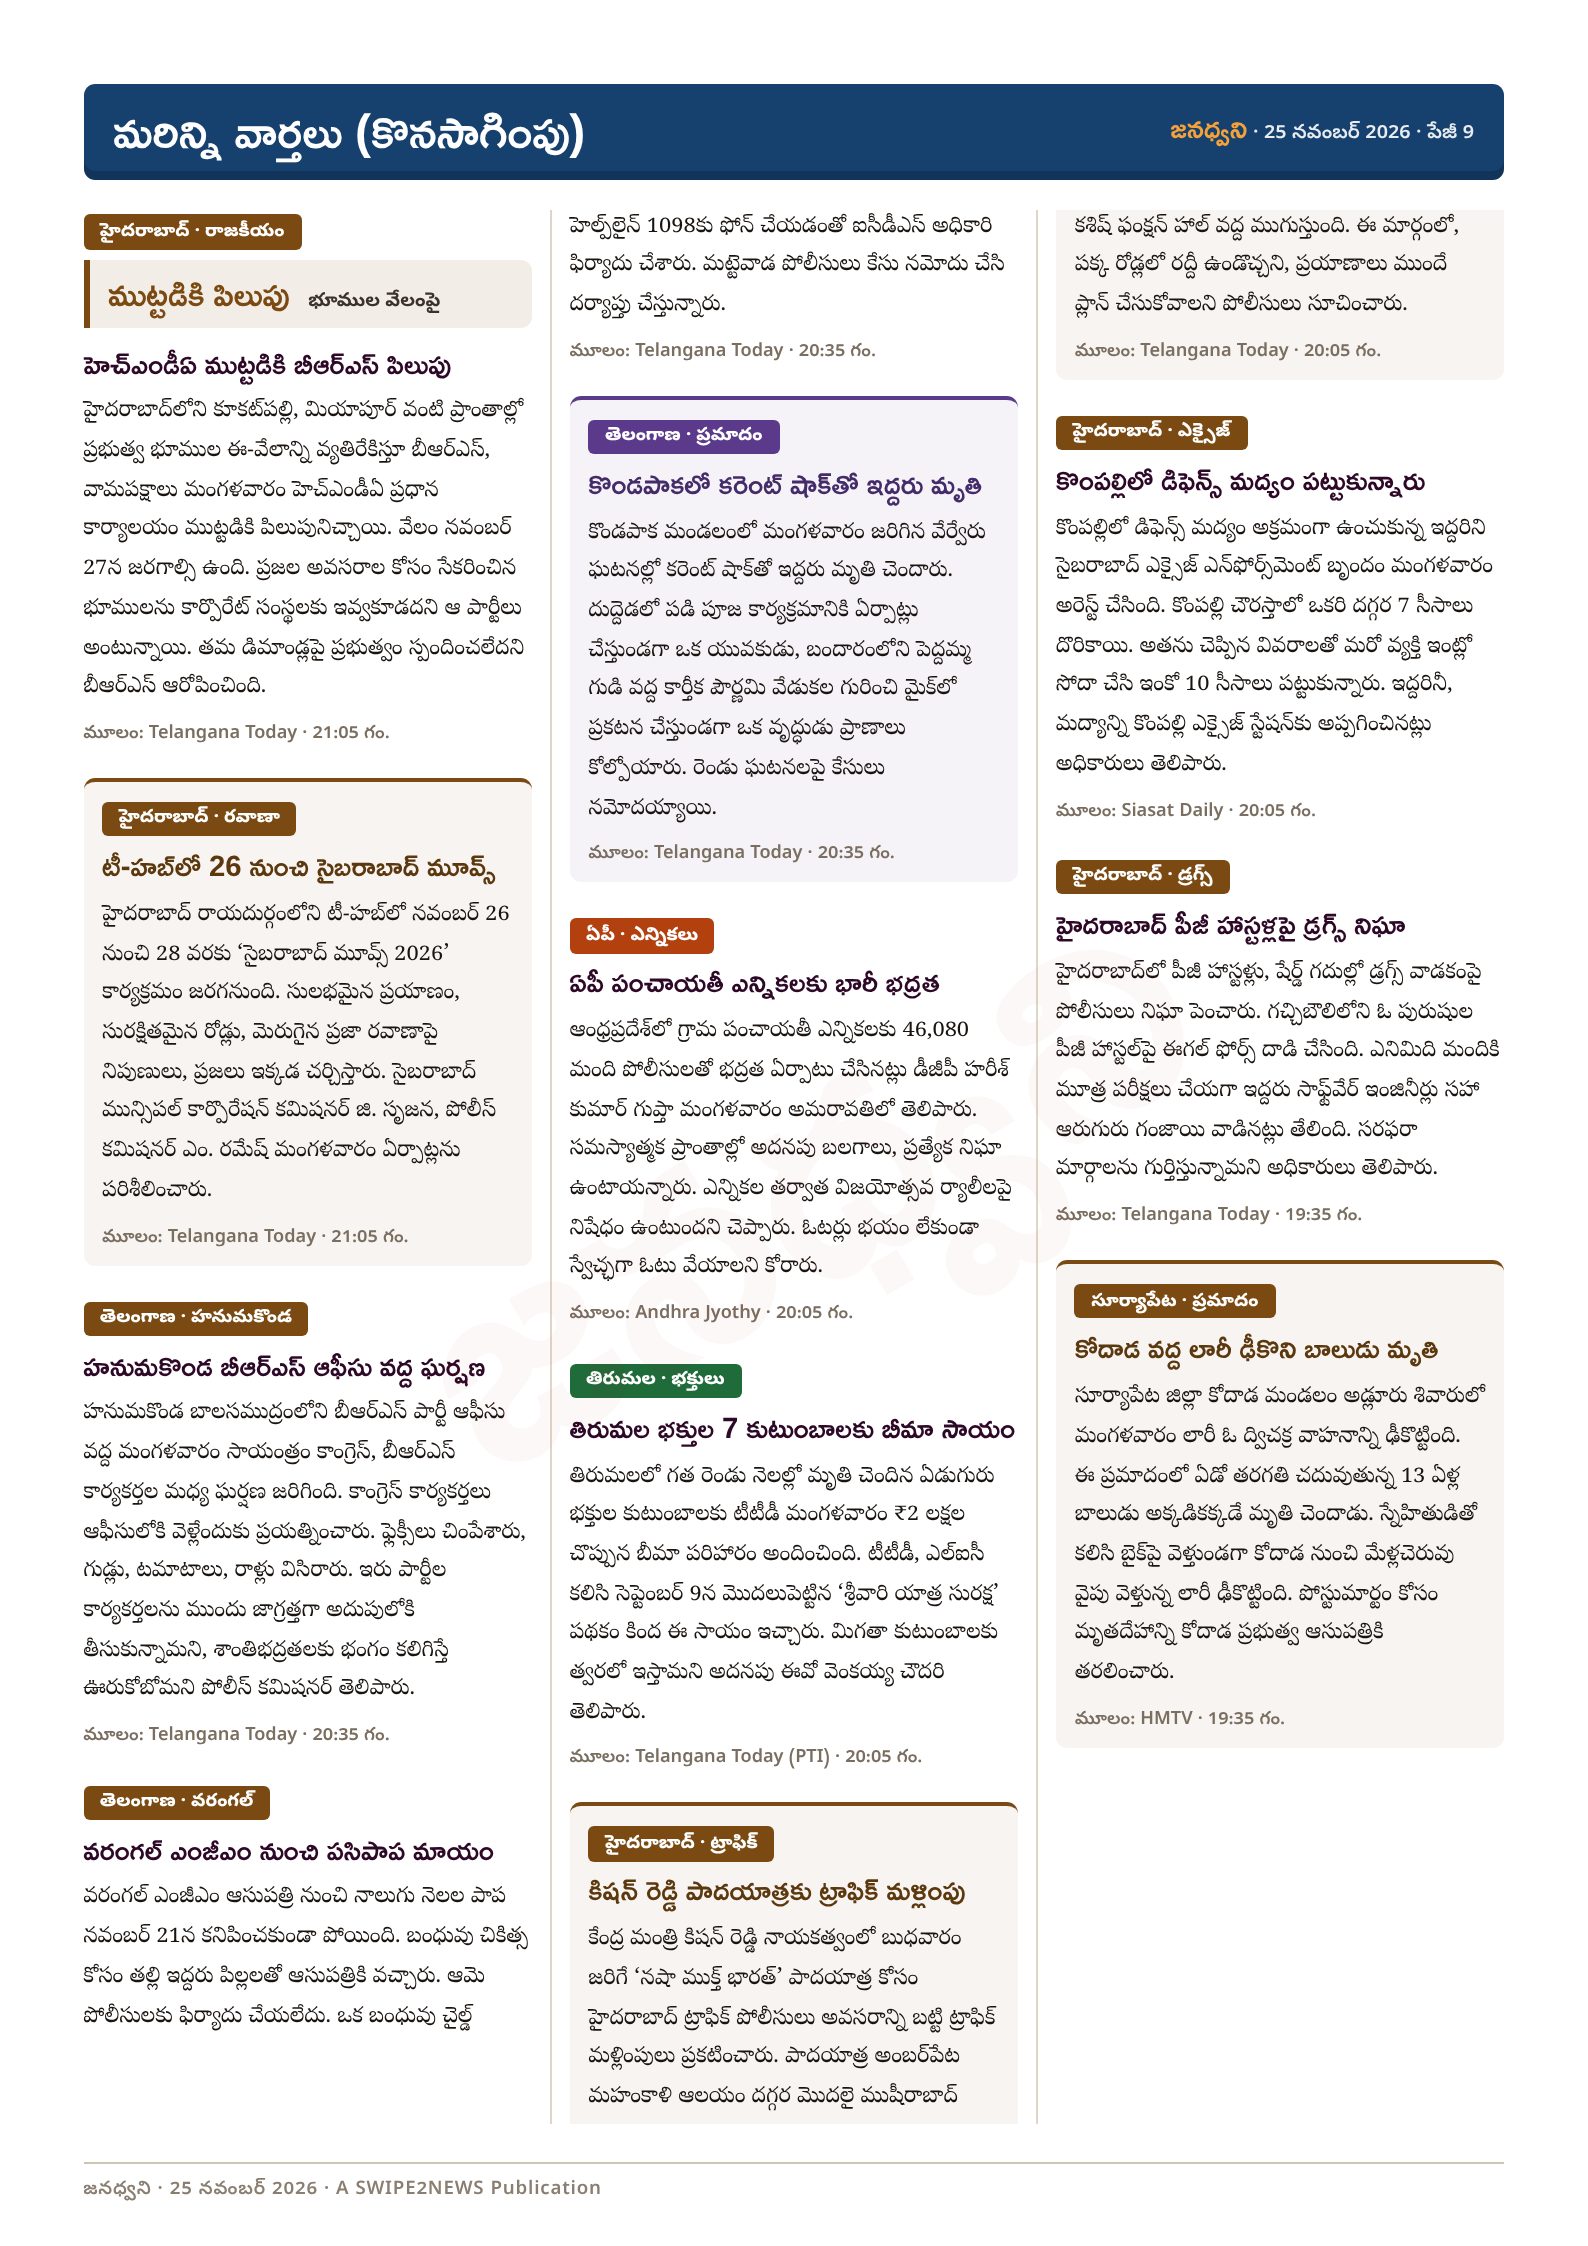 మరిన్ని వార్తలు (కొనసాగింపు)
జనధ్వని · 25 నవంబర్ 2026 · పేజీ 9
హైదరాబాద్ · రాజకీయం
ముట్టడికి పిలుపు భూముల వేలంపై
హెచ్ఎండీఏ ముట్టడికి బీఆర్ఎస్ పిలుపు
హైదరాబాద్‌లోని కూకట్‌పల్లి, మియాపూర్ వంటి ప్రాంతాల్లో
ప్రభుత్వ భూముల ఈ-వేలాన్ని వ్యతిరేకిస్తూ బీఆర్ఎస్,
వామపక్షాలు మంగళవారం హెచ్ఎండీఏ ప్రధాన
కార్యాలయం ముట్టడికి పిలుపునిచ్చాయి. వేలం నవంబర్
27న జరగాల్సి ఉంది. ప్రజల అవసరాల కోసం సేకరించిన
భూములను కార్పొరేట్ సంస్థలకు ఇవ్వకూడదని ఆ పార్టీలు
అంటున్నాయి. తమ డిమాండ్లపై ప్రభుత్వం స్పందించలేదని
బీఆర్ఎస్ ఆరోపించింది.
మూలం: Telangana Today · 21:05 గం.
హైదరాబాద్ · రవాణా
టీ-హబ్‌లో 26 నుంచి సైబరాబాద్ మూవ్స్
హైదరాబాద్ రాయదుర్గంలోని టీ-హబ్‌లో నవంబర్ 26
నుంచి 28 వరకు ‘సైబరాబాద్ మూవ్స్ 2026’
కార్యక్రమం జరగనుంది. సులభమైన ప్రయాణం,
సురక్షితమైన రోడ్లు, మెరుగైన ప్రజా రవాణాపై
నిపుణులు, ప్రజలు ఇక్కడ చర్చిస్తారు. సైబరాబాద్
మున్సిపల్ కార్పొరేషన్ కమిషనర్ జి. సృజన, పోలీస్
కమిషనర్ ఎం. రమేష్ మంగళవారం ఏర్పాట్లను
పరిశీలించారు.
మూలం: Telangana Today · 21:05 గం.
తెలంగాణ · హనుమకొండ
హనుమకొండ బీఆర్ఎస్ ఆఫీసు వద్ద ఘర్షణ
హనుమకొండ బాలసముద్రంలోని బీఆర్ఎస్ పార్టీ ఆఫీసు
వద్ద మంగళవారం సాయంత్రం కాంగ్రెస్, బీఆర్ఎస్
కార్యకర్తల మధ్య ఘర్షణ జరిగింది. కాంగ్రెస్ కార్యకర్తలు
ఆఫీసులోకి వెళ్లేందుకు ప్రయత్నించారు. ఫ్లెక్సీలు చింపేశారు,
గుడ్లు, టమాటాలు, రాళ్లు విసిరారు. ఇరు పార్టీల
కార్యకర్తలను ముందు జాగ్రత్తగా అదుపులోకి
తీసుకున్నామని, శాంతిభద్రతలకు భంగం కలిగిస్తే
ఊరుకోబోమని పోలీస్ కమిషనర్ తెలిపారు.
మూలం: Telangana Today · 20:35 గం.
తెలంగాణ · వరంగల్
వరంగల్ ఎంజీఎం నుంచి పసిపాప మాయం
వరంగల్ ఎంజీఎం ఆసుపత్రి నుంచి నాలుగు నెలల పాప
నవంబర్ 21న కనిపించకుండా పోయింది. బంధువు చికిత్స
కోసం తల్లి ఇద్దరు పిల్లలతో ఆసుపత్రికి వచ్చారు. ఆమె
పోలీసులకు ఫిర్యాదు చేయలేదు. ఒక బంధువు చైల్డ్
హెల్ప్‌లైన్ 1098కు ఫోన్ చేయడంతో ఐసీడీఎస్ అధికారి
ఫిర్యాదు చేశారు. మట్టెవాడ పోలీసులు కేసు నమోదు చేసి
దర్యాప్తు చేస్తున్నారు.
మూలం: Telangana Today · 20:35 గం.
తెలంగాణ · ప్రమాదం
కొండపాకలో కరెంట్ షాక్‌తో ఇద్దరు మృతి
కొండపాక మండలంలో మంగళవారం జరిగిన వేర్వేరు
ఘటనల్లో కరెంట్ షాక్‌తో ఇద్దరు మృతి చెందారు.
దుద్దెడలో పడి పూజ కార్యక్రమానికి ఏర్పాట్లు
చేస్తుండగా ఒక యువకుడు, బందారంలోని పెద్దమ్మ
గుడి వద్ద కార్తీక పౌర్ణమి వేడుకల గురించి మైక్‌లో
ప్రకటన చేస్తుండగా ఒక వృద్ధుడు ప్రాణాలు
కోల్పోయారు. రెండు ఘటనలపై కేసులు
నమోదయ్యాయి.
మూలం: Telangana Today · 20:35 గం.
ఏపీ · ఎన్నికలు
ఏపీ పంచాయతీ ఎన్నికలకు భారీ భద్రత
ఆంధ్రప్రదేశ్‌లో గ్రామ పంచాయతీ ఎన్నికలకు 46,080
మంది పోలీసులతో భద్రత ఏర్పాటు చేసినట్లు డీజీపీ హరీశ్
కుమార్ గుప్తా మంగళవారం అమరావతిలో తెలిపారు.
సమస్యాత్మక ప్రాంతాల్లో అదనపు బలగాలు, ప్రత్యేక నిఘా
ఉంటాయన్నారు. ఎన్నికల తర్వాత విజయోత్సవ ర్యాలీలపై
నిషేధం ఉంటుందని చెప్పారు. ఓటర్లు భయం లేకుండా
స్వేచ్ఛగా ఓటు వేయాలని కోరారు.
మూలం: Andhra Jyothy · 20:05 గం.
తిరుమల · భక్తులు
తిరుమల భక్తుల 7 కుటుంబాలకు బీమా సాయం
తిరుమలలో గత రెండు నెలల్లో మృతి చెందిన ఏడుగురు
భక్తుల కుటుంబాలకు టీటీడీ మంగళవారం ₹2 లక్షల
చొప్పున బీమా పరిహారం అందించింది. టీటీడీ, ఎల్ఐసీ
కలిసి సెప్టెంబర్ 9న మొదలుపెట్టిన ‘శ్రీవారి యాత్ర సురక్ష’
పథకం కింద ఈ సాయం ఇచ్చారు. మిగతా కుటుంబాలకు
త్వరలో ఇస్తామని అదనపు ఈవో వెంకయ్య చౌదరి
తెలిపారు.
మూలం: Telangana Today (PTI) · 20:05 గం.
హైదరాబాద్ · ట్రాఫిక్
కిషన్ రెడ్డి పాదయాత్రకు ట్రాఫిక్ మళ్లింపు
కేంద్ర మంత్రి కిషన్ రెడ్డి నాయకత్వంలో బుధవారం
జరిగే ‘నషా ముక్త్ భారత్’ పాదయాత్ర కోసం
హైదరాబాద్ ట్రాఫిక్ పోలీసులు అవసరాన్ని బట్టి ట్రాఫిక్
మళ్లింపులు ప్రకటించారు. పాదయాత్ర అంబర్‌పేట
మహంకాళి ఆలయం దగ్గర మొదలై ముషీరాబాద్
కశిష్ ఫంక్షన్ హాల్ వద్ద ముగుస్తుంది. ఈ మార్గంలో,
పక్క రోడ్లలో రద్దీ ఉండొచ్చని, ప్రయాణాలు ముందే
ప్లాన్ చేసుకోవాలని పోలీసులు సూచించారు.
మూలం: Telangana Today · 20:05 గం.
హైదరాబాద్ · ఎక్సైజ్
కొంపల్లిలో డిఫెన్స్ మద్యం పట్టుకున్నారు
కొంపల్లిలో డిఫెన్స్ మద్యం అక్రమంగా ఉంచుకున్న ఇద్దరిని
సైబరాబాద్ ఎక్సైజ్ ఎన్‌ఫోర్స్‌మెంట్ బృందం మంగళవారం
అరెస్ట్ చేసింది. కొంపల్లి చౌరస్తాలో ఒకరి దగ్గర 7 సీసాలు
దొరికాయి. అతను చెప్పిన వివరాలతో మరో వ్యక్తి ఇంట్లో
సోదా చేసి ఇంకో 10 సీసాలు పట్టుకున్నారు. ఇద్దరినీ,
మద్యాన్ని కొంపల్లి ఎక్సైజ్ స్టేషన్‌కు అప్పగించినట్లు
అధికారులు తెలిపారు.
మూలం: Siasat Daily · 20:05 గం.
హైదరాబాద్ · డ్రగ్స్
హైదరాబాద్ పీజీ హాస్టళ్లపై డ్రగ్స్ నిఘా
హైదరాబాద్‌లో పీజీ హాస్టళ్లు, షేర్డ్ గదుల్లో డ్రగ్స్ వాడకంపై
పోలీసులు నిఘా పెంచారు. గచ్చిబౌలిలోని ఓ పురుషుల
పీజీ హాస్టల్‌పై ఈగల్ ఫోర్స్ దాడి చేసింది. ఎనిమిది మందికి
మూత్ర పరీక్షలు చేయగా ఇద్దరు సాఫ్ట్‌వేర్ ఇంజినీర్లు సహా
ఆరుగురు గంజాయి వాడినట్లు తేలింది. సరఫరా
మార్గాలను గుర్తిస్తున్నామని అధికారులు తెలిపారు.
మూలం: Telangana Today · 19:35 గం.
సూర్యాపేట · ప్రమాదం
కోదాడ వద్ద లారీ ఢీకొని బాలుడు మృతి
సూర్యాపేట జిల్లా కోదాడ మండలం అడ్లూరు శివారులో
మంగళవారం లారీ ఓ ద్విచక్ర వాహనాన్ని ఢీకొట్టింది.
ఈ ప్రమాదంలో ఏడో తరగతి చదువుతున్న 13 ఏళ్ల
బాలుడు అక్కడికక్కడే మృతి చెందాడు. స్నేహితుడితో
కలిసి బైక్‌పై వెళ్తుండగా కోదాడ నుంచి మేళ్లచెరువు
వైపు వెళ్తున్న లారీ ఢీకొట్టింది. పోస్టుమార్టం కోసం
మృతదేహాన్ని కోదాడ ప్రభుత్వ ఆసుపత్రికి
తరలించారు.
మూలం: HMTV · 19:35 గం.
జనధ్వని
జనధ్వని · 25 నవంబర్ 2026 · A SWIPE2NEWS Publication